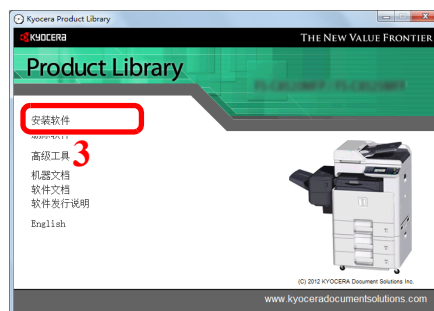 Kyocera Product Library
KYOCERA
THE NEW VALUE FRONTIER
Product Library
安装软件
高级工具
3
机器文档
软件文档
软件发行说明
English
(C) 2012 KYOCERA Document Solutions Inc.
www.kyoceradocumentsolutions.com